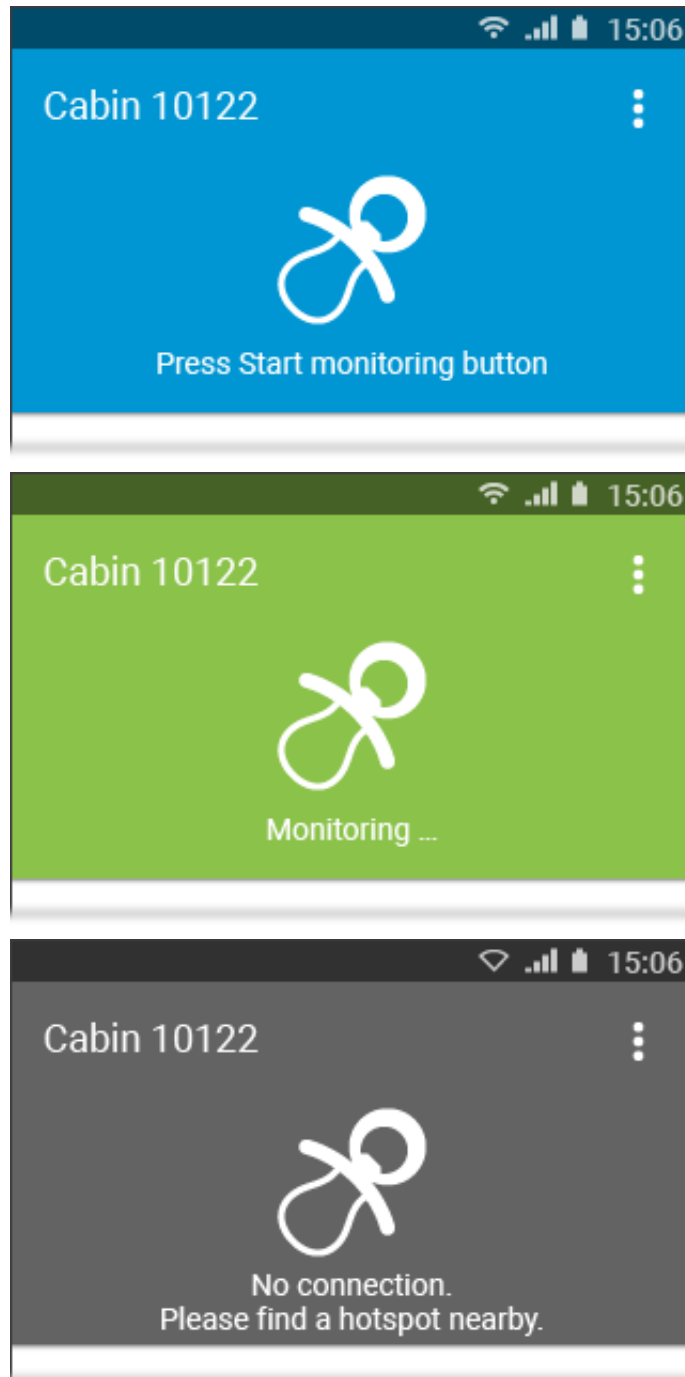 15:06
Cabin 10122
Press Start monitoring button
15:06
Cabin 10122
Monitoring ...
15:06
Cabin 10122
No connection.
Please find a hotspot nearby.